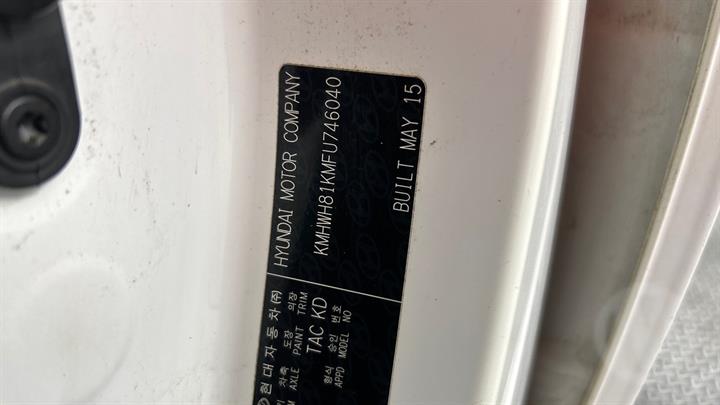 현대자동차(주) HYUNDAI MOTOR COMPANY
KMHWH81KMFU746040
BUILT MAY 15
차축 도장 의장
AXLE PAINT TRIM
TAC KD
형식 승인 번호
APPD MODEL NO